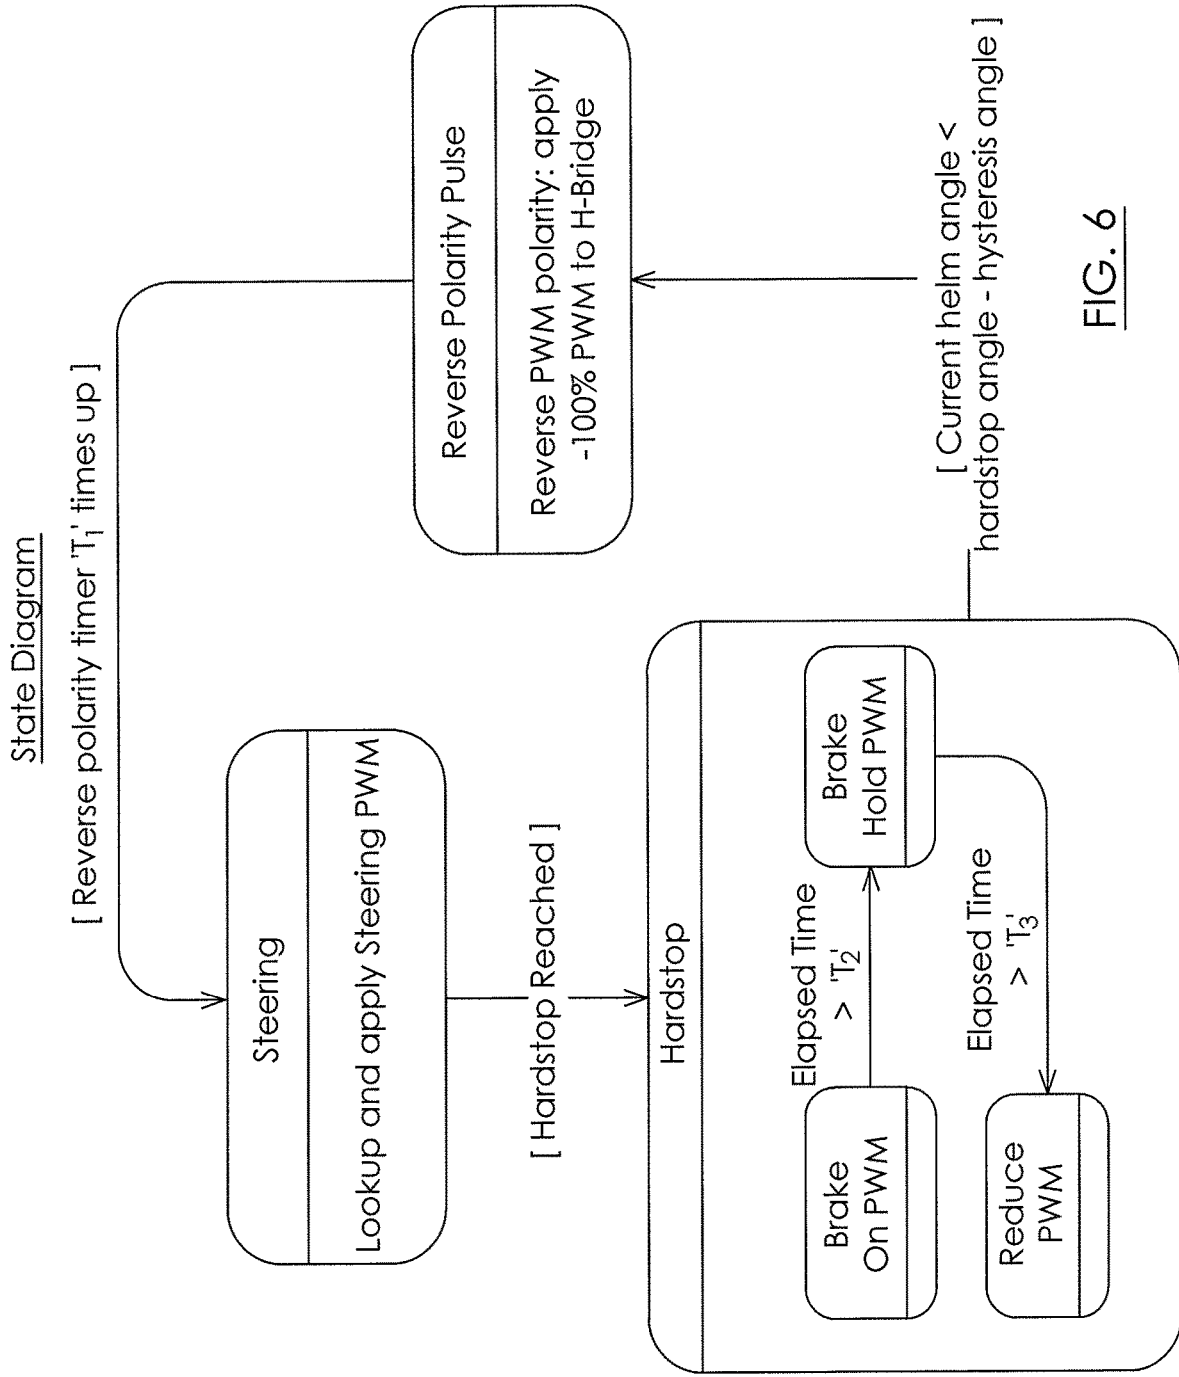 State Diagram
[ Reverse polarity timer 'T1' times up ]
Steering
Lookup and apply Steering PWM
[ Hardstop Reached ]
Reverse Polarity Pulse
Reverse PWM polarity: apply
-100% PWM to H-Bridge
Hardstop
Brake
On PWM
Elapsed Time
> 'T2'
Brake
Hold PWM
Elapsed Time
> 'T3'
Reduce
PWM
[ Current helm angle <
hardstop angle - hysteresis angle ]
FIG. 6